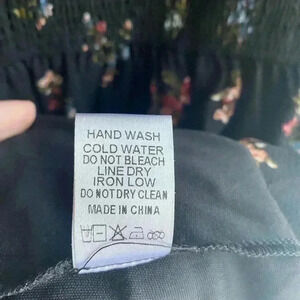 HAND WASH
COLD WATER
DO NOT BLEACH
LINE DRY
IRON LOW
DO NOT DRY CLEAN
MADE IN CHINA